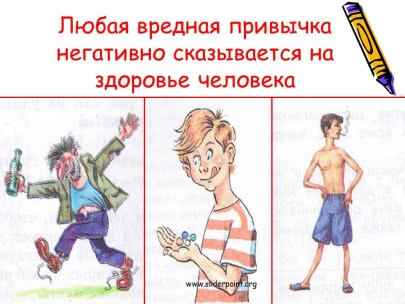 Любая вредная привычка
негативно сказывается на
здоровье человека
www.sliderpoint.org